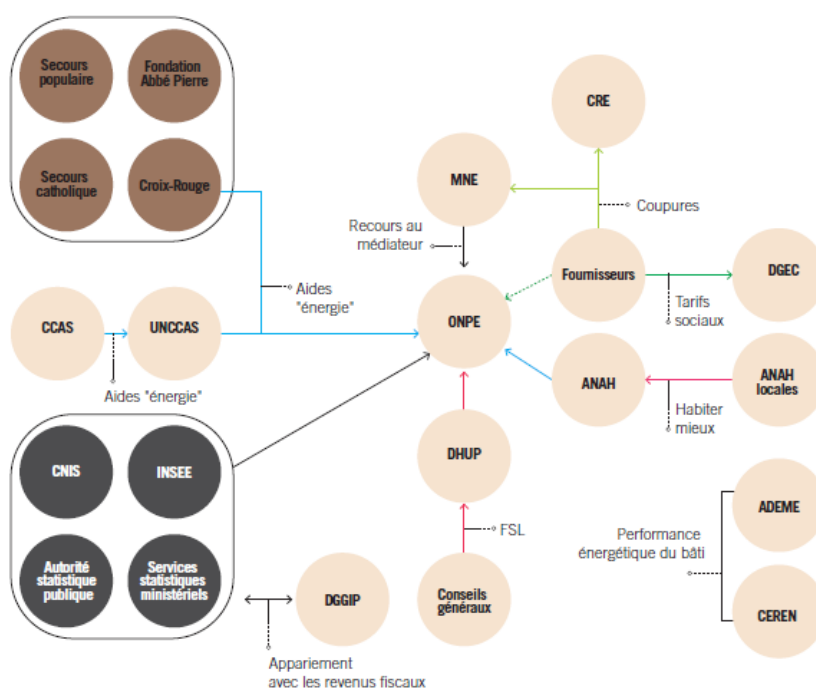 Secours
populaire
Fondation
Abbé Pierre
Secours
catholique
Croix-Rouge
CRE
MNE
Coupures
Recours au
médiateur
Fournisseurs
DGEC
Tarifs
sociaux
Aides
"énergie"
CCAS
UNCCAS
Aides "énergie"
ONPE
ANAH
ANAH
locales
Habiter
mieux
CNIS
INSEE
Autorité
statistique
publique
Services
statistiques
ministériels
DHUP
FSL
Conseils
généraux
DGGIP
Appariement
avec les revenus fiscaux
Performance
énergétique du bâti
ADEME
CEREN